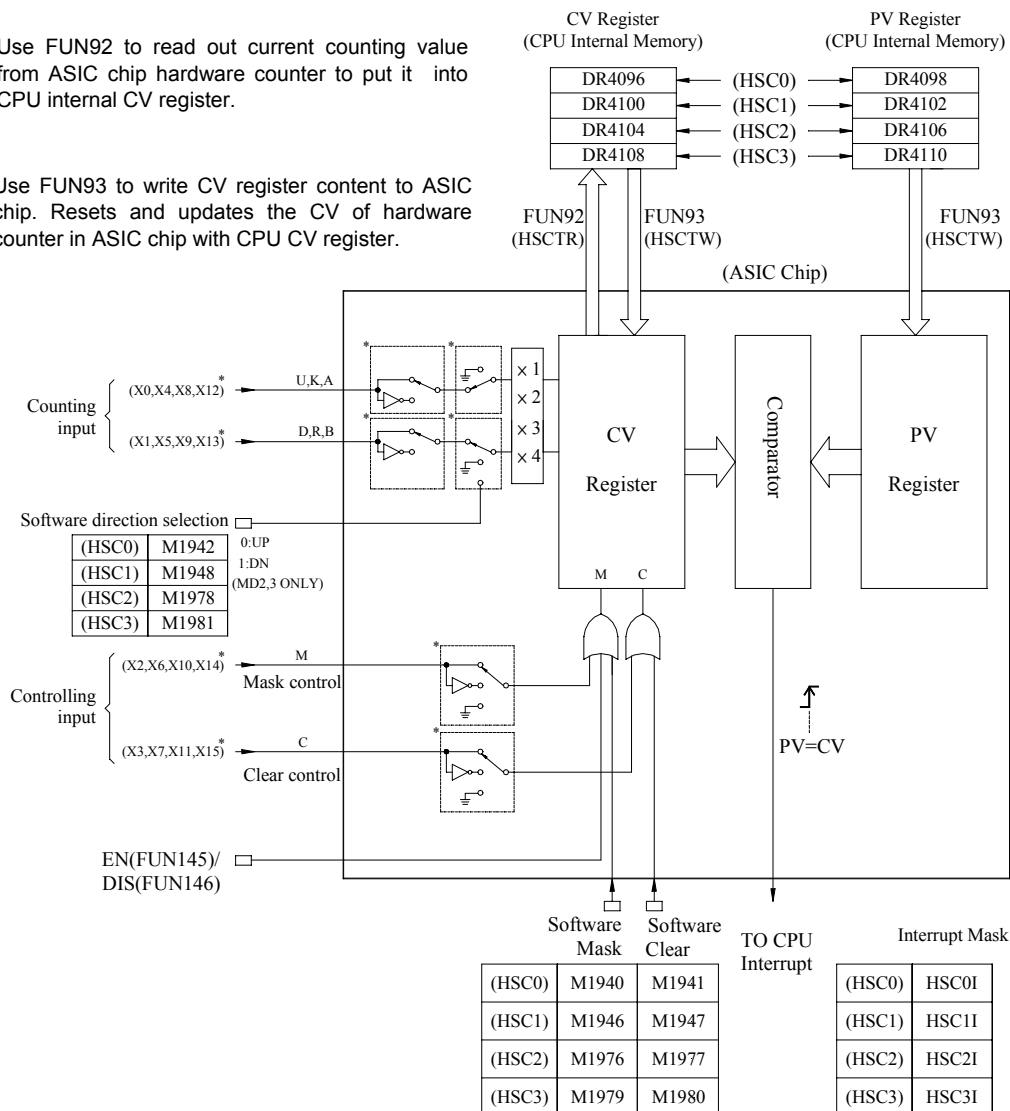 CV Register
(CPU Internal Memory)
PV Register
(CPU Internal Memory)
Use FUN92 to read out current counting value
from ASIC chip hardware counter to put it into
CPU internal CV register.
DR4096 (HSC0) DR4098
DR4100 (HSC1) DR4102
DR4104 (HSC2) DR4106
DR4108 (HSC3) DR4110
Use FUN93 to write CV register content to ASIC
chip. Resets and updates the CV of hardware
counter in ASIC chip with CPU CV register.
FUN92
(HSCTR)
FUN93
(HSCTW)
FUN93
(HSCTW)
(ASIC Chip)
Counting
input
(X0,X4,X8,X12)*
U,K,A
*
*
(X1,X5,X9,X13)*
D,R,B
*
*
× 1
× 2
× 3
× 4
CV
Register
Comparator
PV
Register
M C
Software direction selection
(HSC0) M1942
(HSC1) M1948
(HSC2) M1978
(HSC3) M1981
0:UP
1:DN
(MD2,3 ONLY)
Controlling
input
(X2,X6,X10,X14)*
M
Mask control
*
(X3,X7,X11,X15)*
C
Clear control
*
PV=CV
EN(FUN145)/
DIS(FUN146)
Software
Mask
Software
Clear
TO CPU
Interrupt
Interrupt Mask
(HSC0) M1940 M1941
(HSC1) M1946 M1947
(HSC2) M1976 M1977
(HSC3) M1979 M1980
(HSC0) HSC0I
(HSC1) HSC1I
(HSC2) HSC2I
(HSC3) HSC3I